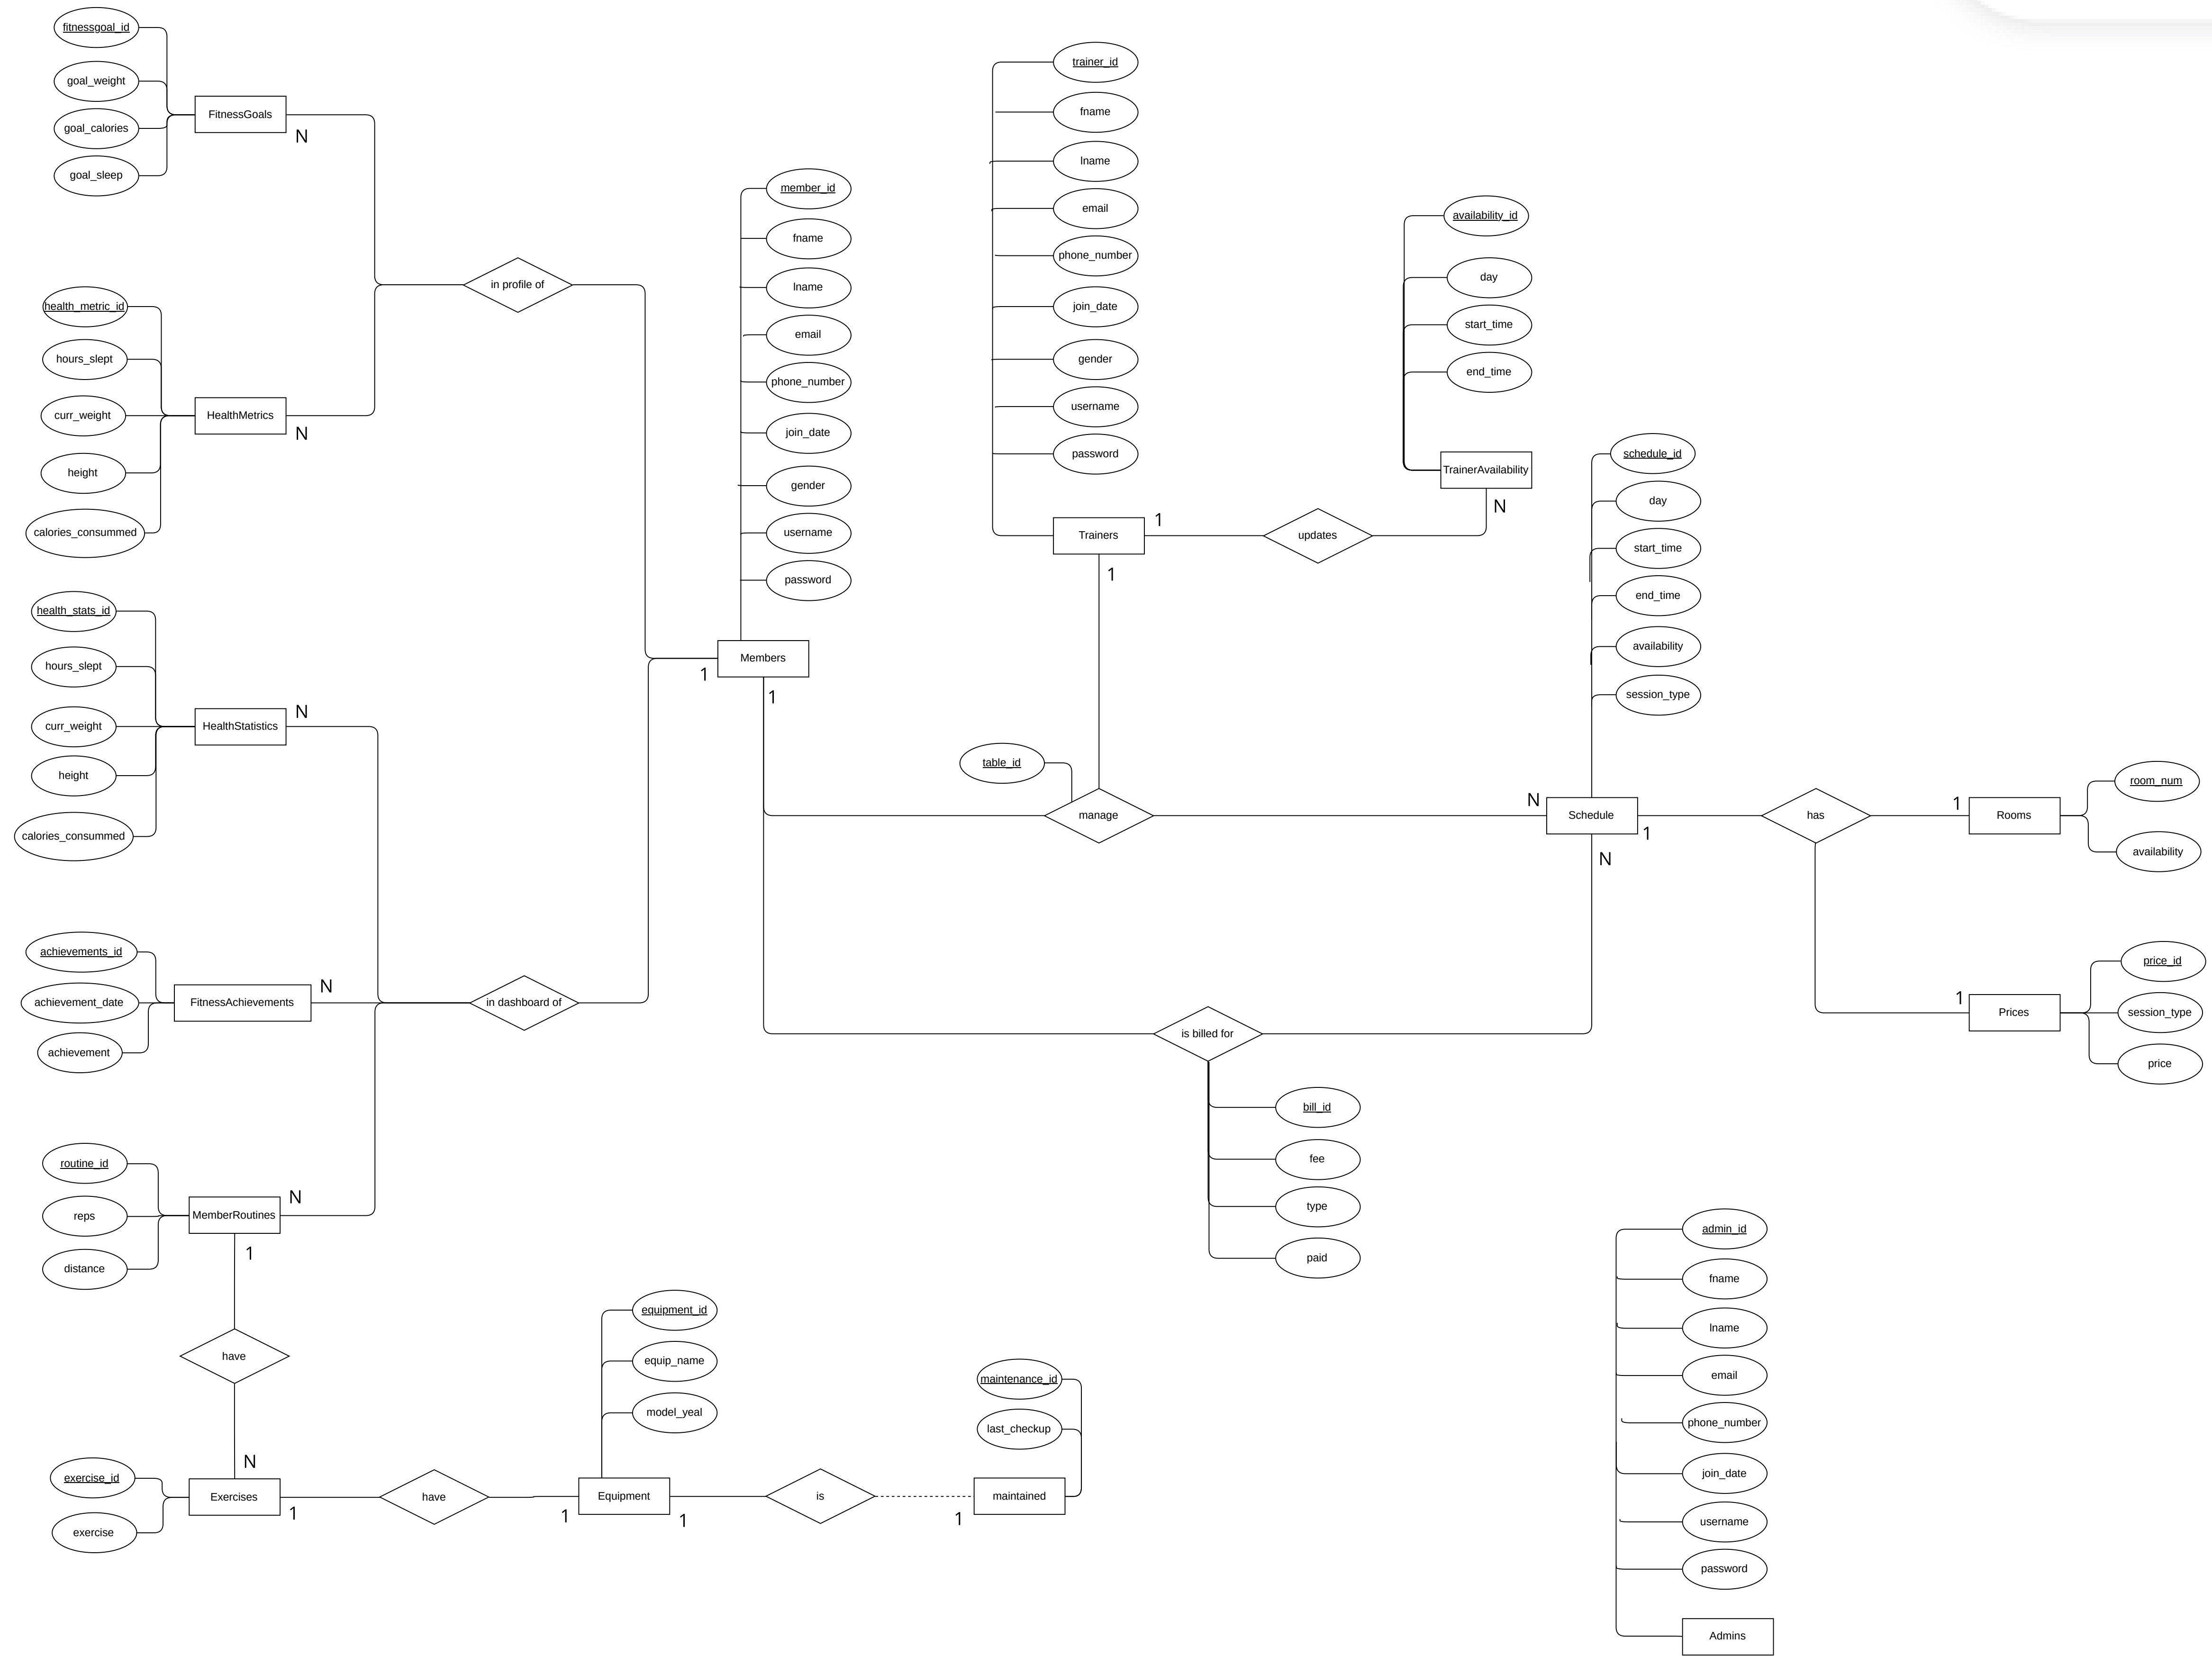 fitnessgoal_id
goal_weight
goal_calories
goal_sleep
FitnessGoals
N
health_metric_id
hours_slept
curr_weight
height
calories_consummed
HealthMetrics
N
in profile of
health_stats_id
hours_slept
curr_weight
height
calories_consummed
HealthStatistics
N
achievements_id
achievement_date
achievement
FitnessAchievements
N
in dashboard of
routine_id
reps
distance
MemberRoutines
N
1
have
N
exercise_id
exercise
Exercises
1
have
equipment_id
equip_name
model_yeal
1
Equipment
1
is
maintenance_id
last_checkup
maintained
1
member_id
fname
lname
email
phone_number
join_date
gender
username
password
Members
1
1
trainer_id
fname
lname
email
phone_number
join_date
gender
username
password
Trainers
1
1
updates
availability_id
day
start_time
end_time
TrainerAvailability
N
table_id
manage
schedule_id
day
start_time
end_time
availability
session_type
N
Schedule
1
N
has
1
Rooms
room_num
availability
1
Prices
price_id
session_type
price
is billed for
bill_id
fee
type
paid
admin_id
fname
lname
email
phone_number
join_date
username
password
Admins